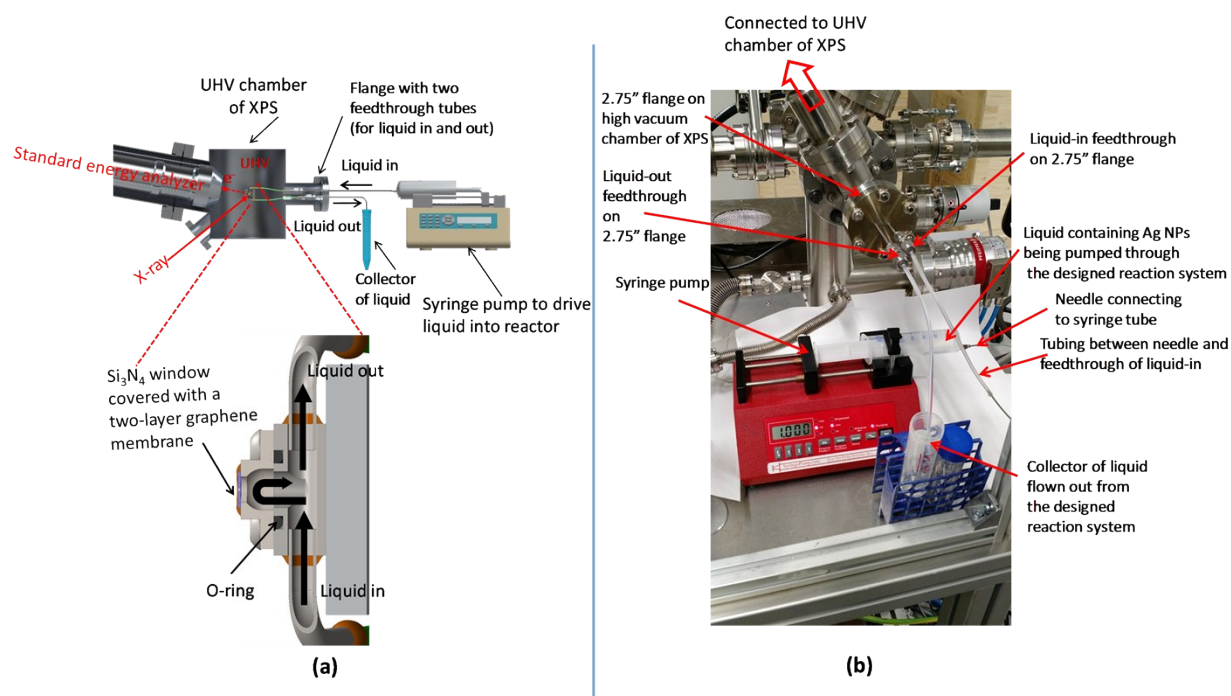 UHV chamber
of XPS
Flange with two
feedthrough tubes
(for liquid in and out)
Standard energy analyzer
UHV
e-
Liquid in
Liquid out
X-ray
Collector
of liquid
Syringe pump to drive
liquid into reactor
Si3N4 window
covered with a
two-layer graphene
membrane
Liquid out
O-ring
Liquid in
(a)
Connected to UHV
chamber of XPS
2.75” flange on
high vacuum
chamber of XPS
Liquid-out
feedthrough
on
2.75” flange
Syringe pump
Liquid-in feedthrough
on 2.75” flange
Liquid containing Ag NPs
being pumped through
the designed reaction system
Needle connecting
to syringe tube
Tubing between needle and
feedthrough of liquid-in
1.000
Collector of liquid
flown out from
the designed
reaction system
(b)